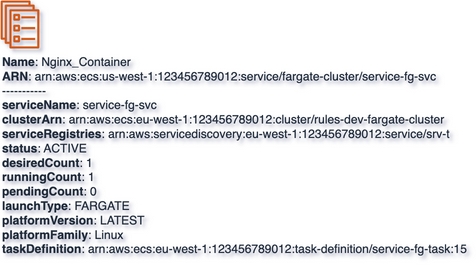 Name: Nginx_Container
ARN: arn:aws:ecs:us-west-1:123456789012:service/fargate-cluster/service-fg-svc
-----------
serviceName: service-fg-svc
clusterArn: arn:aws:ecs:eu-west-1:123456789012:cluster/rules-dev-fargate-cluster
serviceRegistries: arn:aws:servicediscovery:eu-west-1:123456789012:service/srv-t
status: ACTIVE
desiredCount: 1
runningCount: 1
pendingCount: 0
launchType: FARGATE
platformVersion: LATEST
platformFamily: Linux
taskDefinition: arn:aws:ecs:eu-west-1:123456789012:task-definition/service-fg-task:15